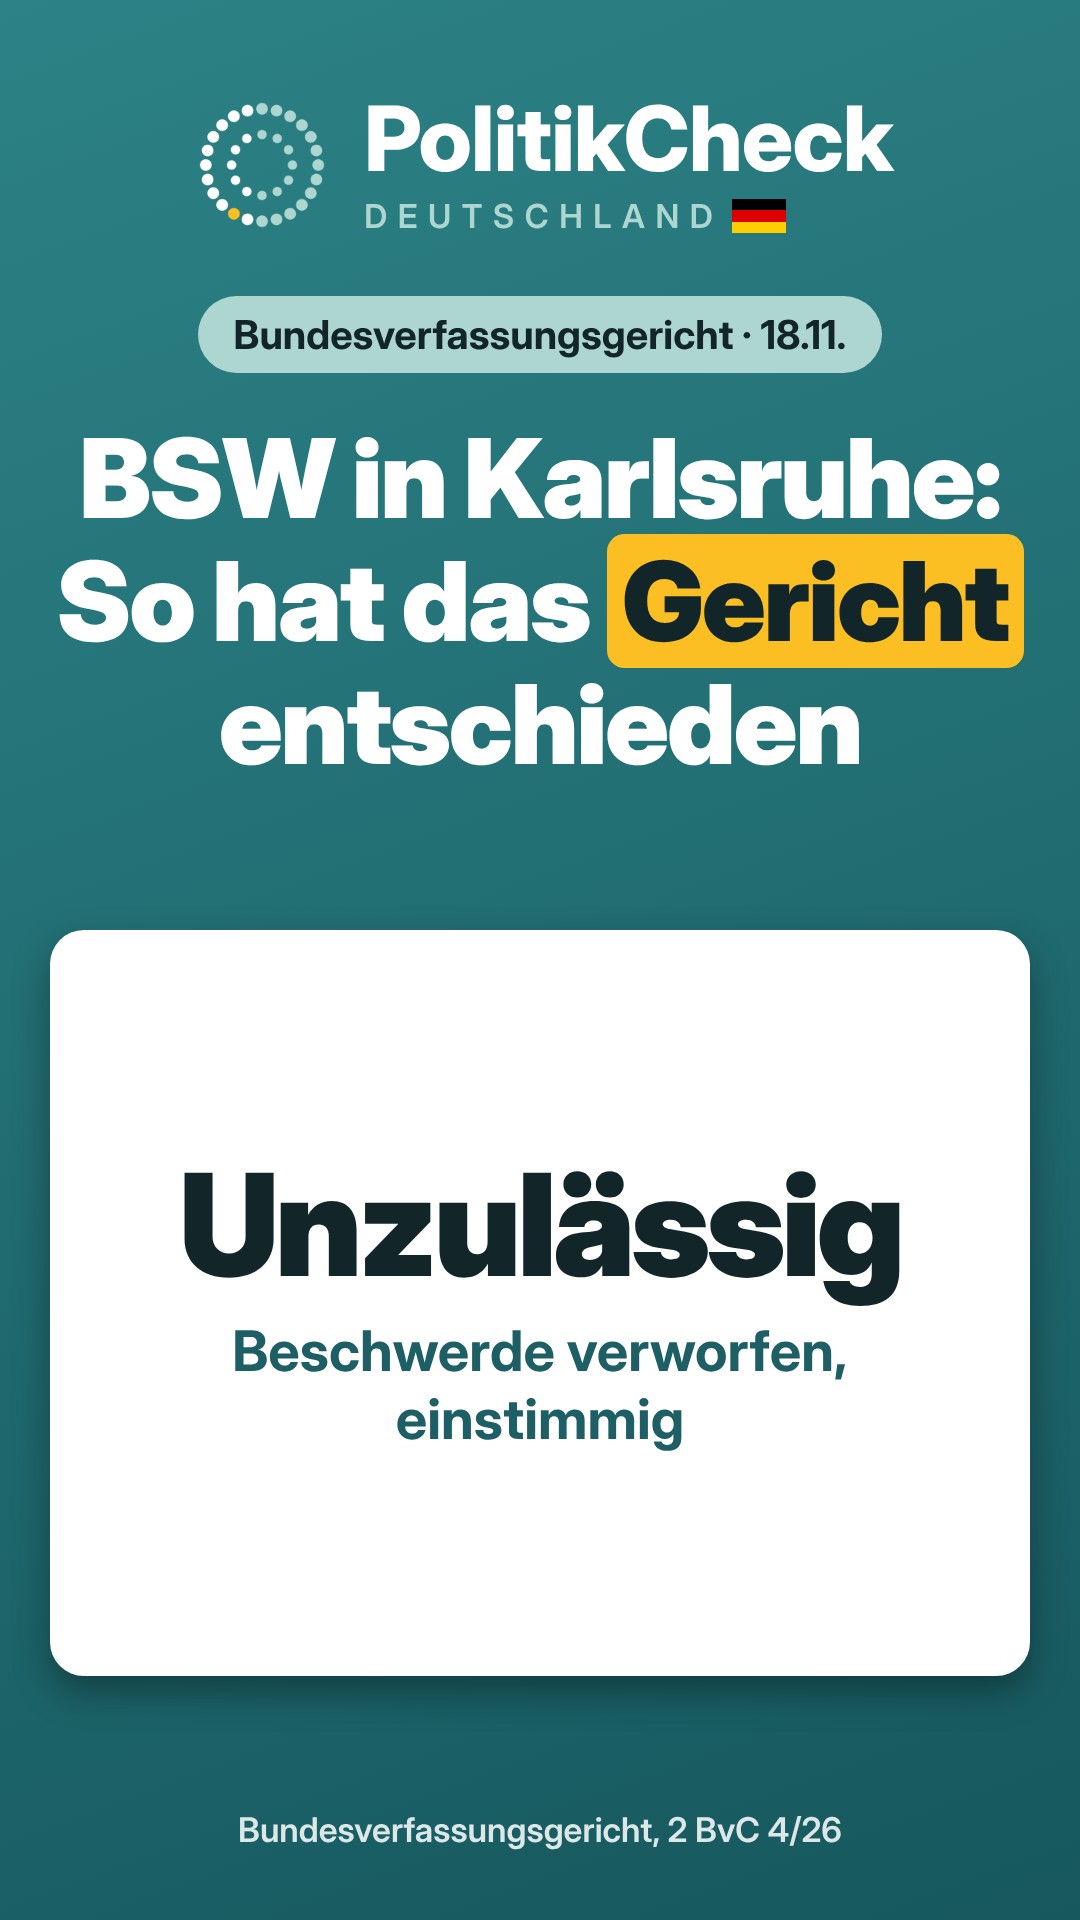 PolitikCheck
DEUTSCHLAND
Bundesverfassungsgericht · 18.11.
BSW in Karlsruhe:
So hat das Gericht
entschieden
Unzulässig
Beschwerde verworfen,
einstimmig
Bundesverfassungsgericht, 2 BvC 4/26